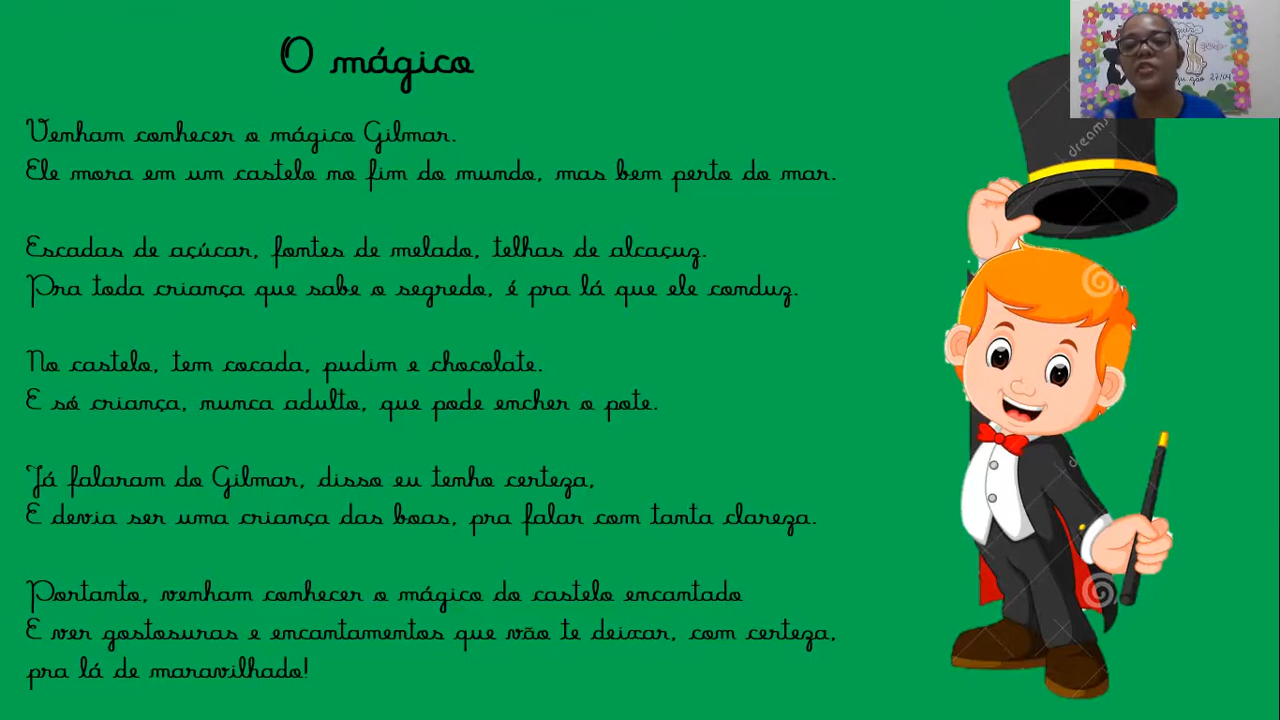 O mágico
Venham conhecer o mágico Gilmar.
Ele mora em um castelo no fim do mundo, mas bem perto do mar.
Escadas de açúcar, fontes de melado, telhas de alcaçuz.
Pra toda criança que sabe o segredo, é pra lá que ele conduz.
No castelo, tem cocada, pudim e chocolate.
E só criança, nunca adulto, que pode encher o pote.
Já falaram do Gilmar, disso eu tenho certeza,
E devia ser uma criança das boas, pra falar com tanta clareza.
Portanto, venham conhecer o mágico do castelo encantado
E ver gostosuras e encantamentos que vão te deixar, com certeza,
pra lá de maravilhado!
dreams
27/04